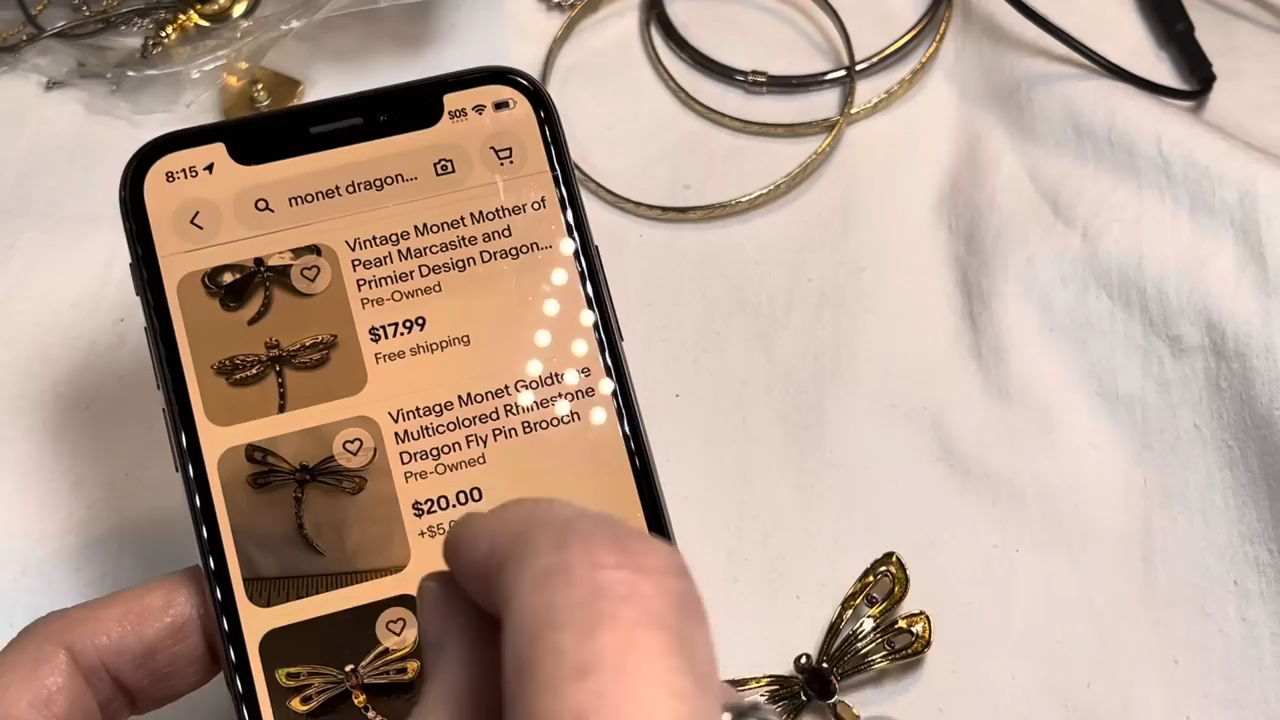 8:15
SOS
monet dragon...
Vintage Monet Mother of
Pearl Marcasite and
Primier Design Dragon...
Pre-Owned
$17.99
Free shipping
Vintage Monet Goldtone
Multicolored Rhinestone
Dragon Fly Pin Brooch
Pre-Owned
$20.00
+$5